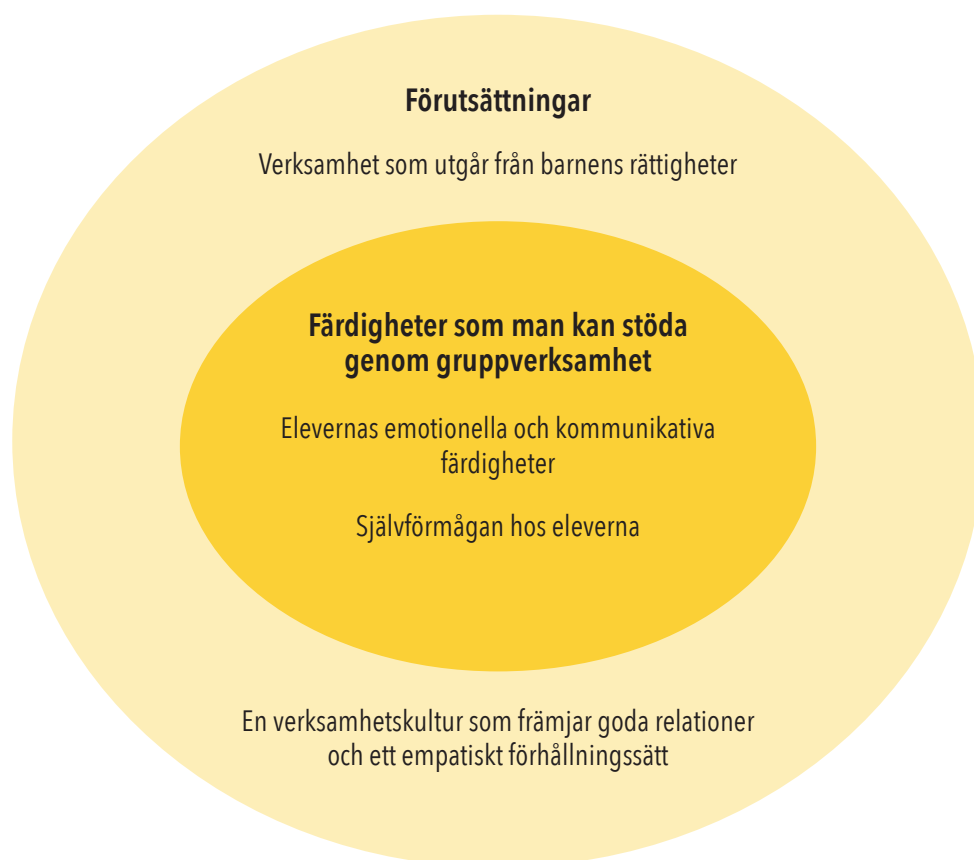 Förutsättningar
Verksamhet som utgår från barnens rättigheter
Färdigheter som man kan stöda
genom gruppverksamhet
Elevernas emotionella och kommunikativa
färdigheter
Självförmågan hos eleverna
En verksamhetskultur som främjar goda relationer
och ett empatiskt förhållningssätt